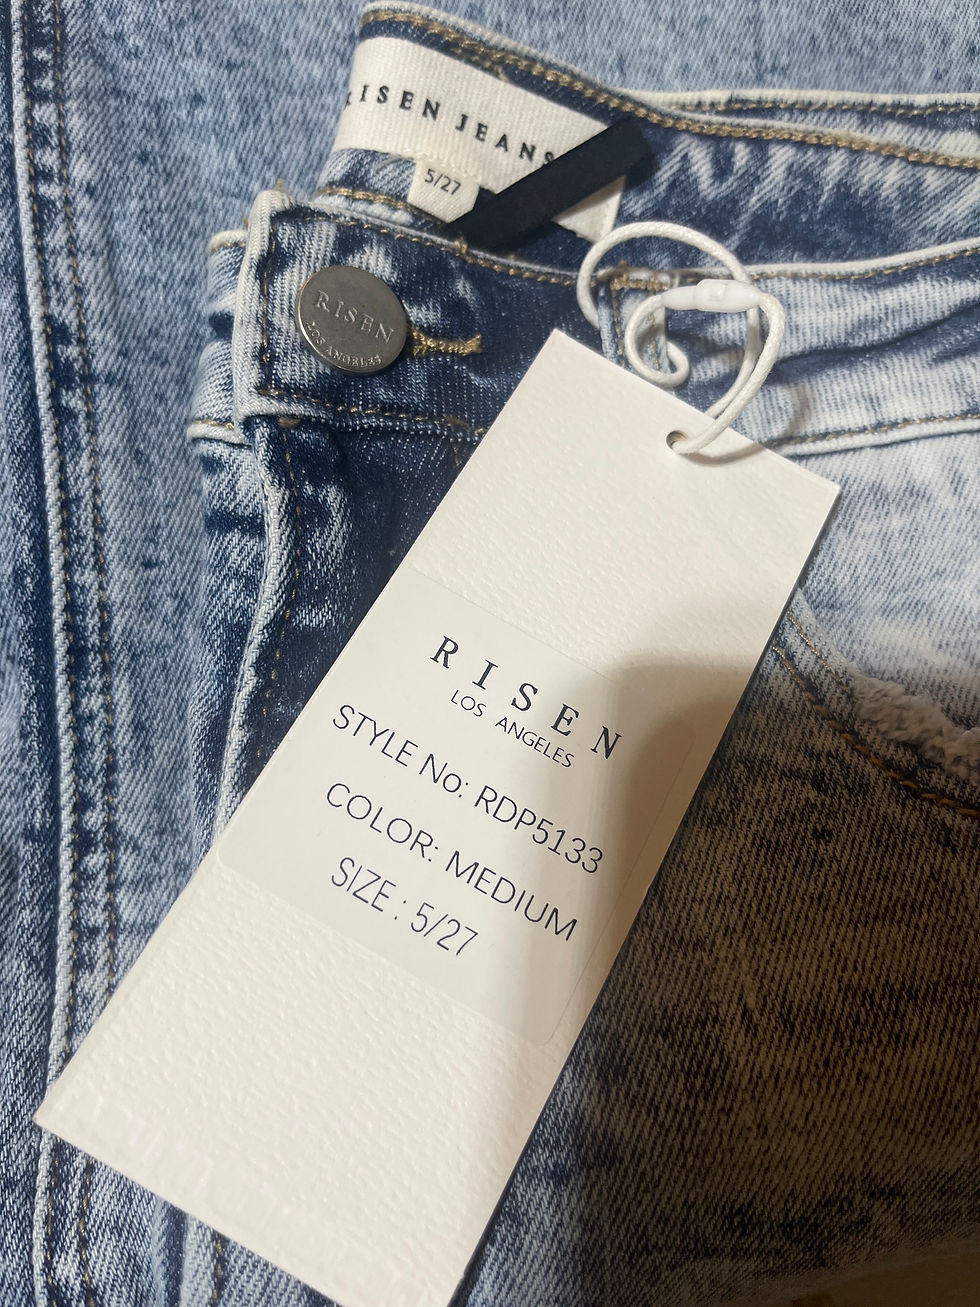 RISEN JEANS
5/27
RISEN
LOS ANGELES
RISEN
LOS ANGELES
STYLE No: RDP5133
COLOR: MEDIUM
SIZE : 5/27